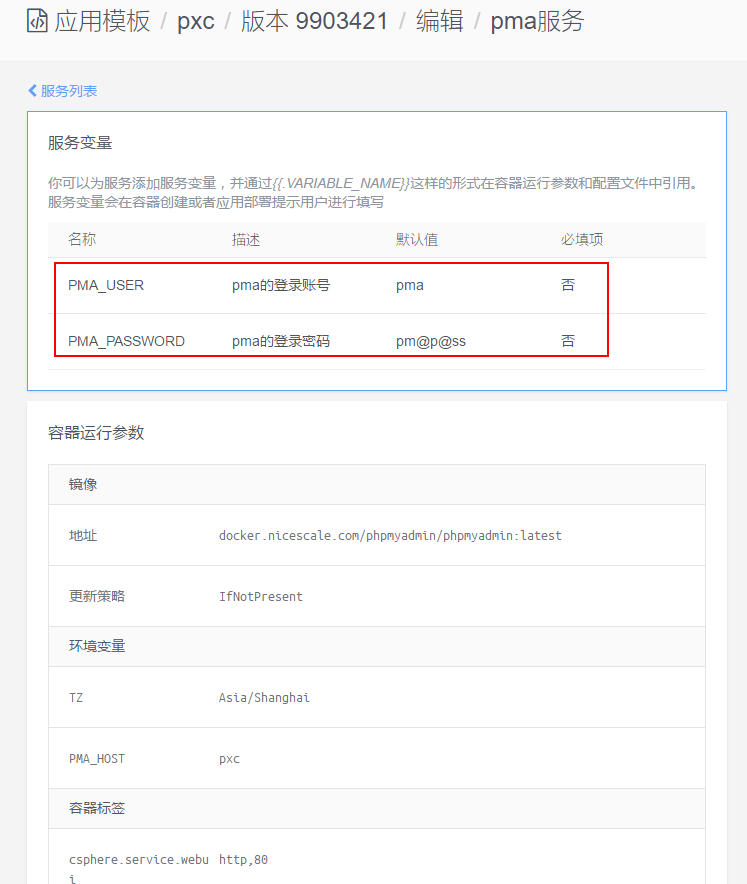 应用模板 / pxc / 版本 9903421 / 编辑 / pma服务
服务列表
服务变量
你可以为服务添加服务变量，并通过{{.VARIABLE_NAME}}这样的形式在容器运行参数和配置文件中引用。
服务变量会在容器创建或者应用部署提示用户进行填写
名称 描述 默认值 必填项
PMA_USER pma的登录账号 pma 否
PMA_PASSWORD pma的登录密码 pm@p@ss 否
容器运行参数
镜像
地址 docker.nicescale.com/phpmyadmin/phpmyadmin:latest
更新策略 IfNotPresent
环境变量
TZ Asia/Shanghai
PMA_HOST pxc
容器标签
csphere.service.webu http,80
i